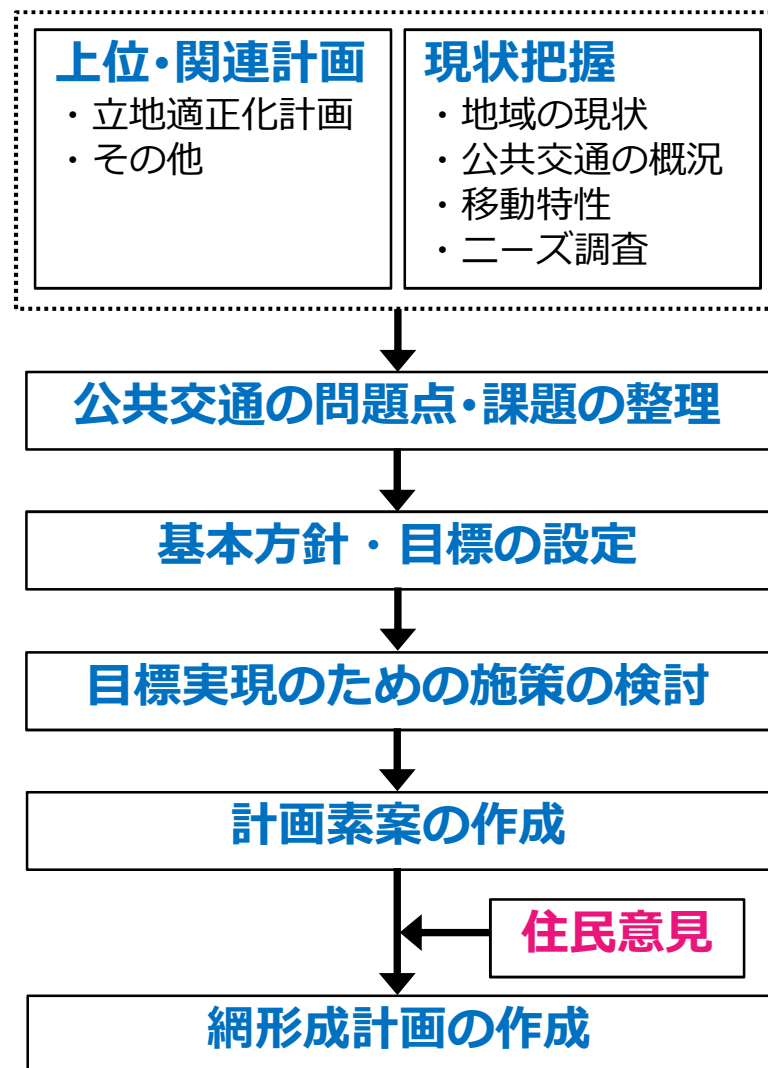 上位・関連計画
・立地適正化計画
・その他
現状把握
・地域の現状
・公共交通の概況
・移動特性
・ニーズ調査
公共交通の問題点・課題の整理
基本方針・目標の設定
目標実現のための施策の検討
計画素案の作成
住民意見
網形成計画の作成